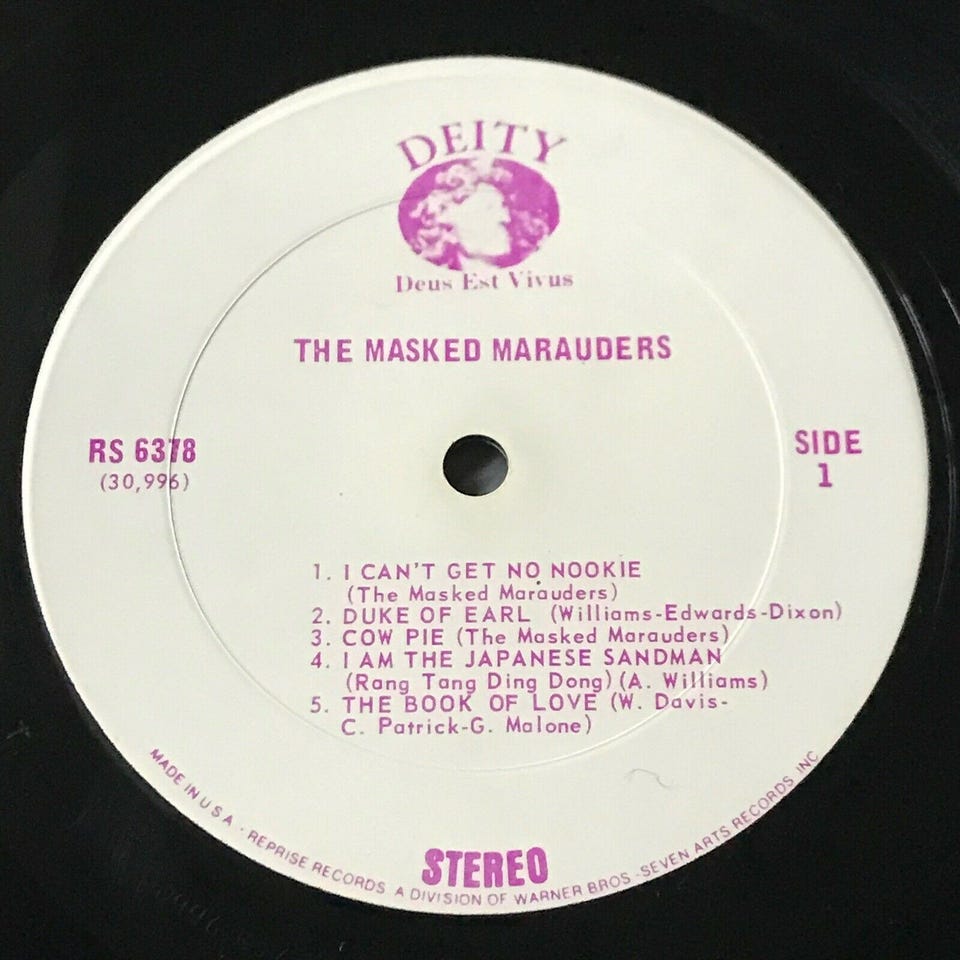 DEITY
Deus Est Vivus
THE MASKED MARAUDERS
RS 6378
(30,996)
SIDE
1
1. I CAN'T GET NO NOOKIE
(The Masked Marauders)
2. DUKE OF EARL (Williams-Edwards-Dixon)
3. COW PIE (The Masked Marauders)
4. I AM THE JAPANESE SANDMAN
(Rang Tang Ding Dong) (A. Williams)
5. THE BOOK OF LOVE (W. Davis-
C. Patrick-G. Malone)
STEREO
MADE IN U S A · REPRISE RECORDS A DIVISION OF WARNER BROS -SEVEN ARTS RECORDS, INC